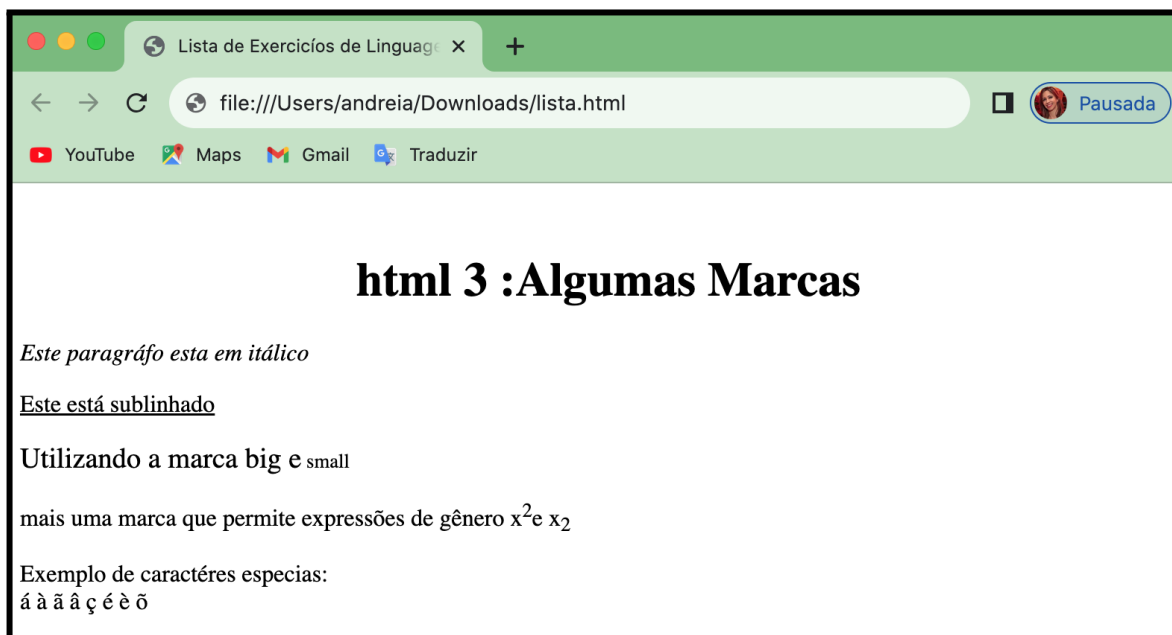 Lista de Exercicíos de Linguage
file:///Users/andreia/Downloads/lista.html
Pausada
YouTube Maps Gmail Traduzir
html 3 :Algumas Marcas
Este paragráfo esta em itálico
Este está sublinhado
Utilizando a marca big e small
mais uma marca que permite expressões de gênero x²e x₂
Exemplo de caractéres especias:
á à ã â ç é è õ